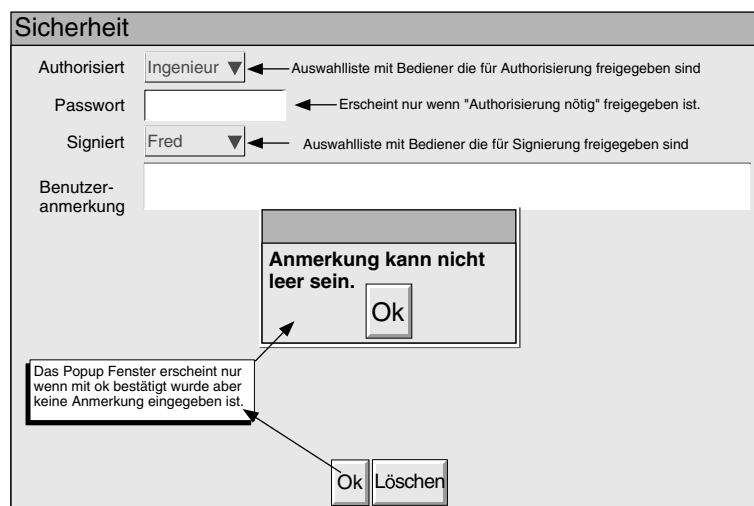 Sicherheit
Authorisiert Ingenieur Auswahlliste mit Bediener die für Authorisierung freigegeben sind
Passwort Erscheint nur wenn "Authorisierung nötig" freigegeben ist.
Signiert Fred Auswahlliste mit Bediener die für Signierung freigegeben sind
Benutzer-
anmerkung
Anmerkung kann nicht
leer sein.
Ok
Das Popup Fenster erscheint nur
wenn mit ok bestätigt wurde aber
keine Anmerkung eingegeben ist.
Ok Löschen